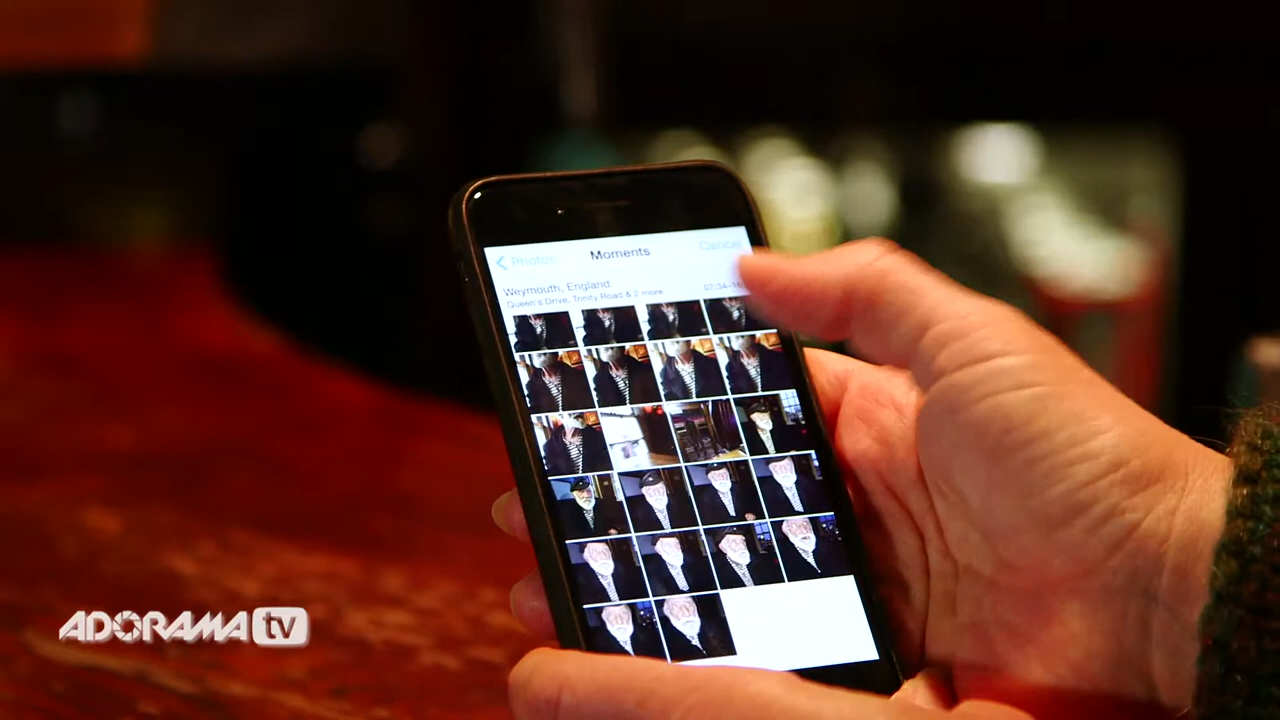 Photos Moments Cancel
Weymouth, England
Queen's Drive, Trinity Road & 2 more
ADORAMA tv